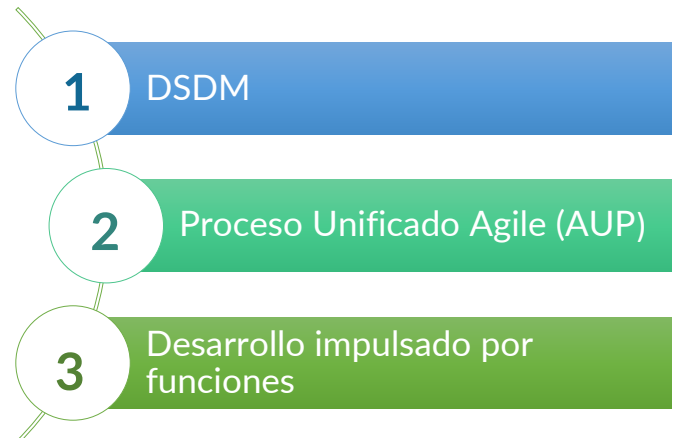 1
DSDM
2
Proceso Unificado Agile (AUP)
3
Desarrollo impulsado por
funciones